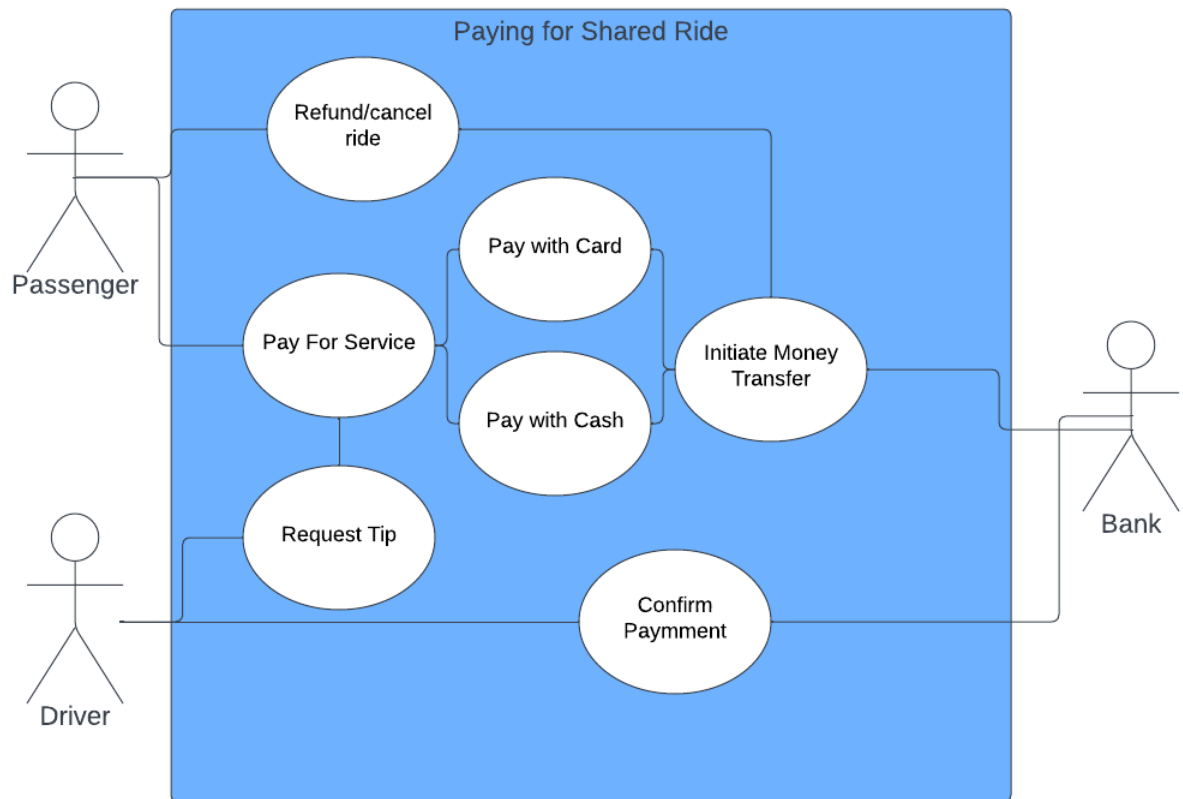 Paying for Shared Ride
Refund/cancel
ride
Passenger
Pay with Card
Pay For Service
Initiate Money
Transfer
Pay with Cash
Bank
Request Tip
Confirm
Paymment
Driver